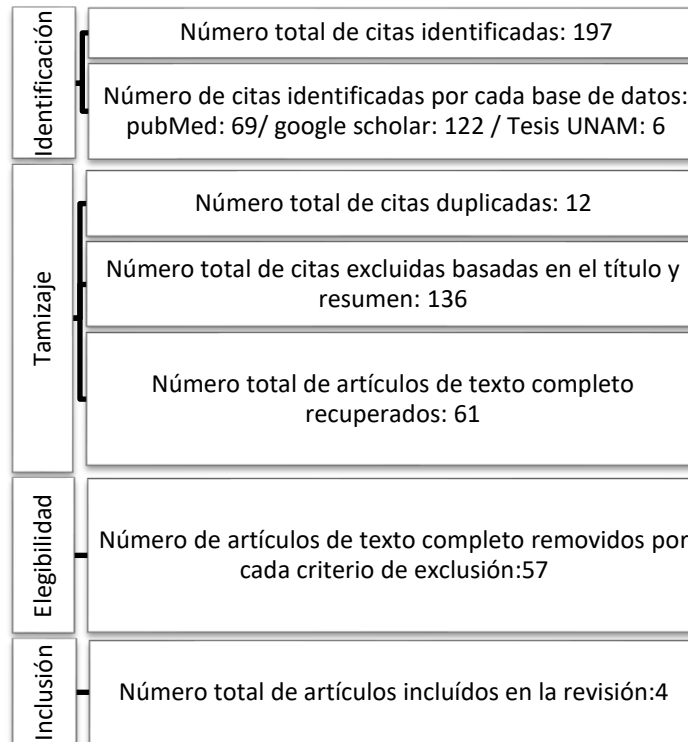 Identificación
Número total de citas identificadas: 197
Número de citas identificadas por cada base de datos:
pubMed: 69/ google scholar: 122 / Tesis UNAM: 6
Tamizaje
Número total de citas duplicadas: 12
Número total de citas excluidas basadas en el título y
resumen: 136
Número total de artículos de texto completo
recuperados: 61
Elegibilidad
Número de artículos de texto completo removidos por
cada criterio de exclusión:57
Inclusión
Número total de artículos incluídos en la revisión:4